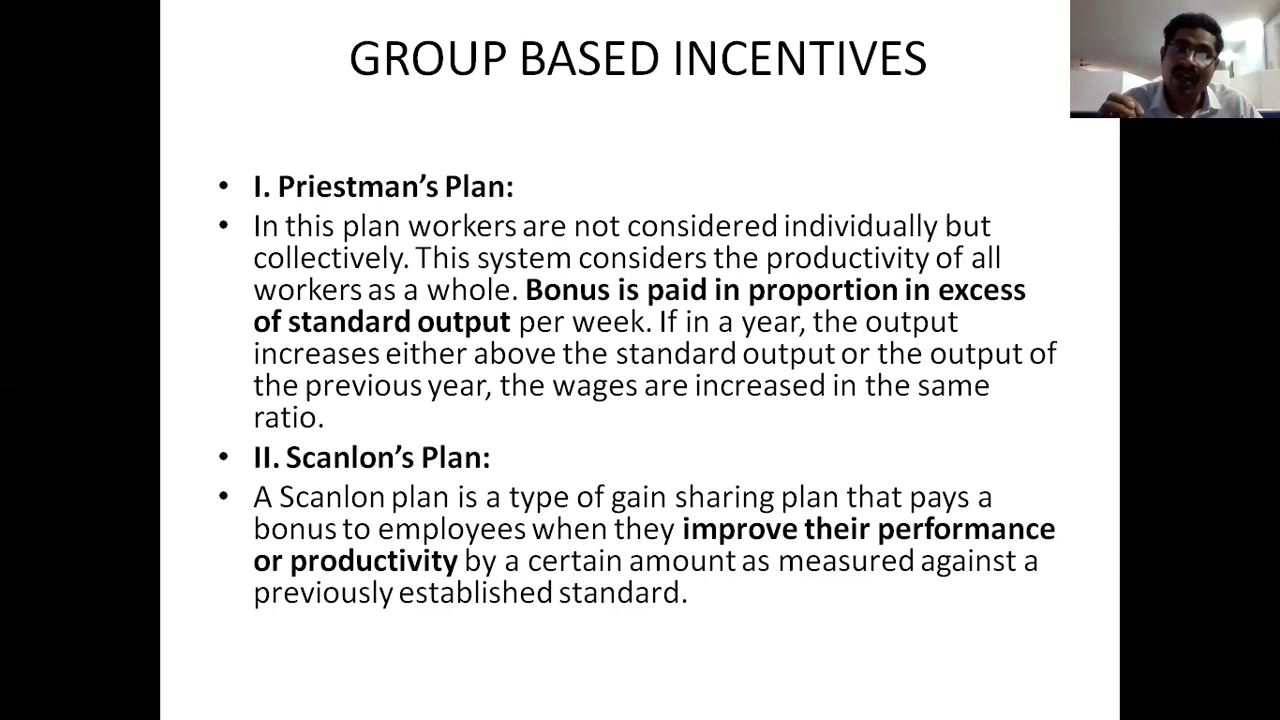 GROUP BASED INCENTIVES
• I. Priestman’s Plan:
• In this plan workers are not considered individually but
collectively. This system considers the productivity of all
workers as a whole. Bonus is paid in proportion in excess
of standard output per week. If in a year, the output
increases either above the standard output or the output of
the previous year, the wages are increased in the same
ratio.
• II. Scanlon’s Plan:
• A Scanlon plan is a type of gain sharing plan that pays a
bonus to employees when they improve their performance
or productivity by a certain amount as measured against a
previously established standard.